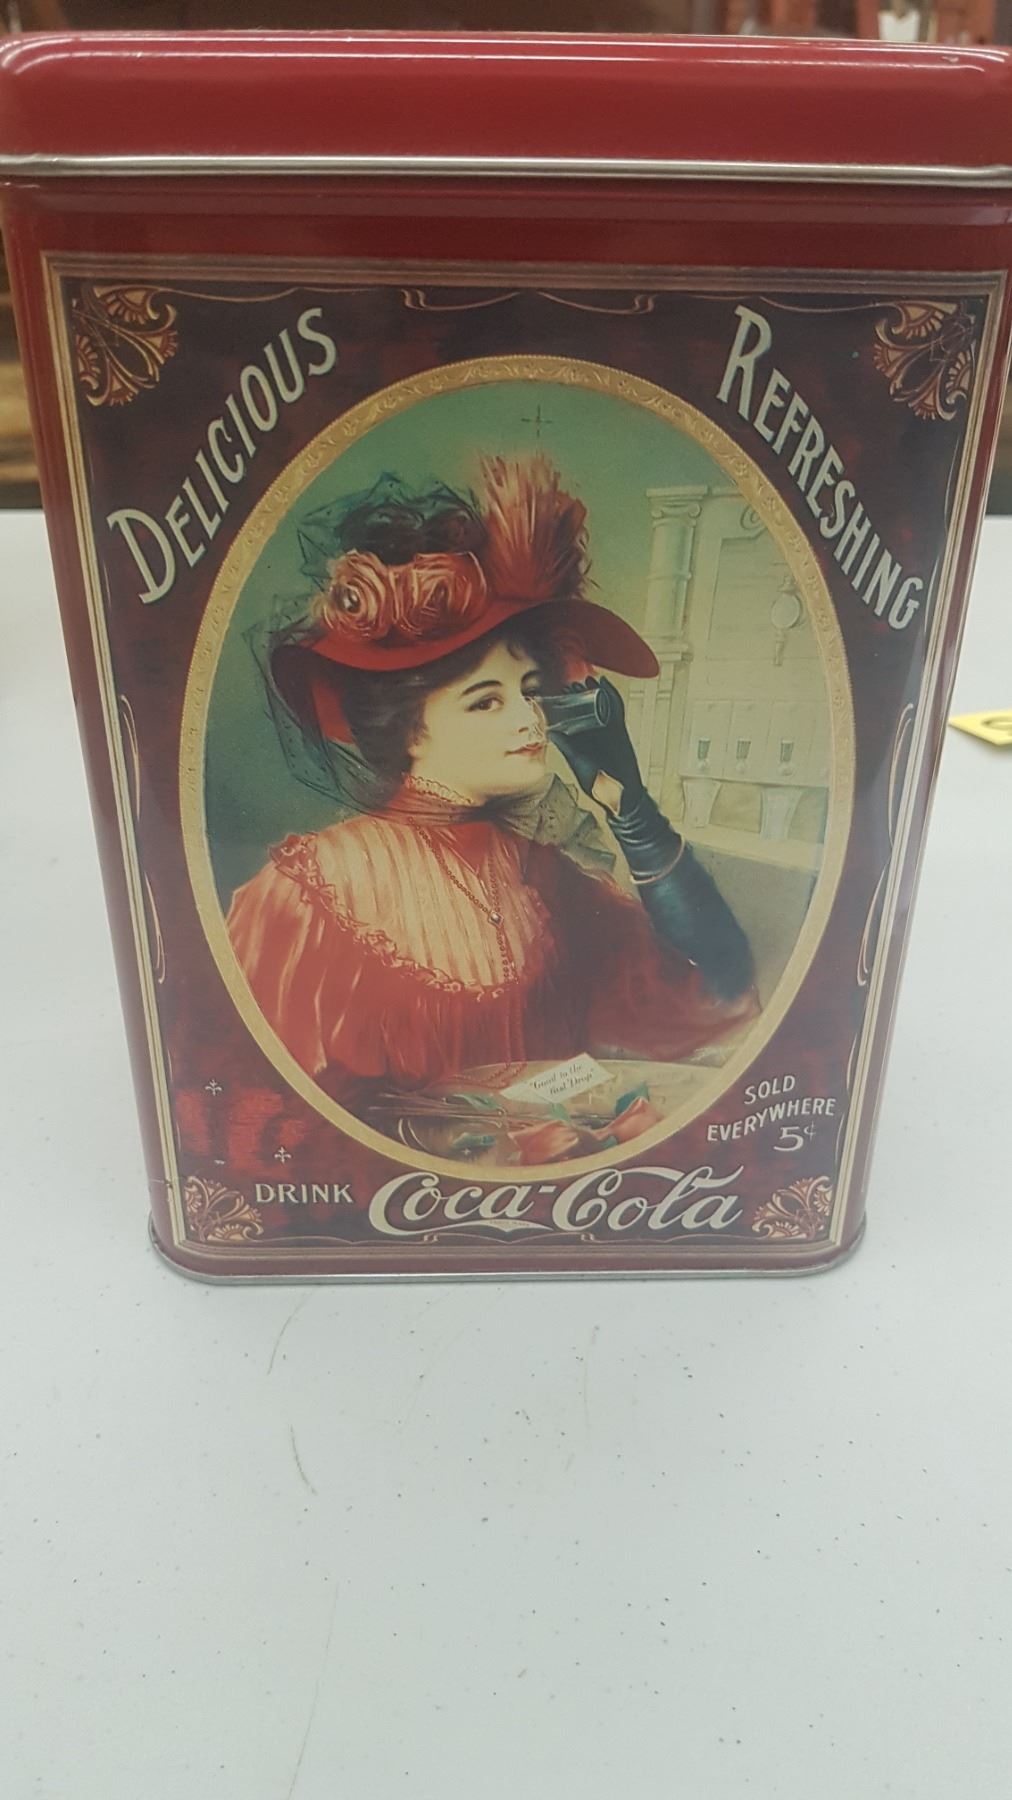 DELICIOUS
REFRESHING
"Good to the
last Drop"
SOLD
EVERYWHERE
5¢
DRINK Coca-Cola